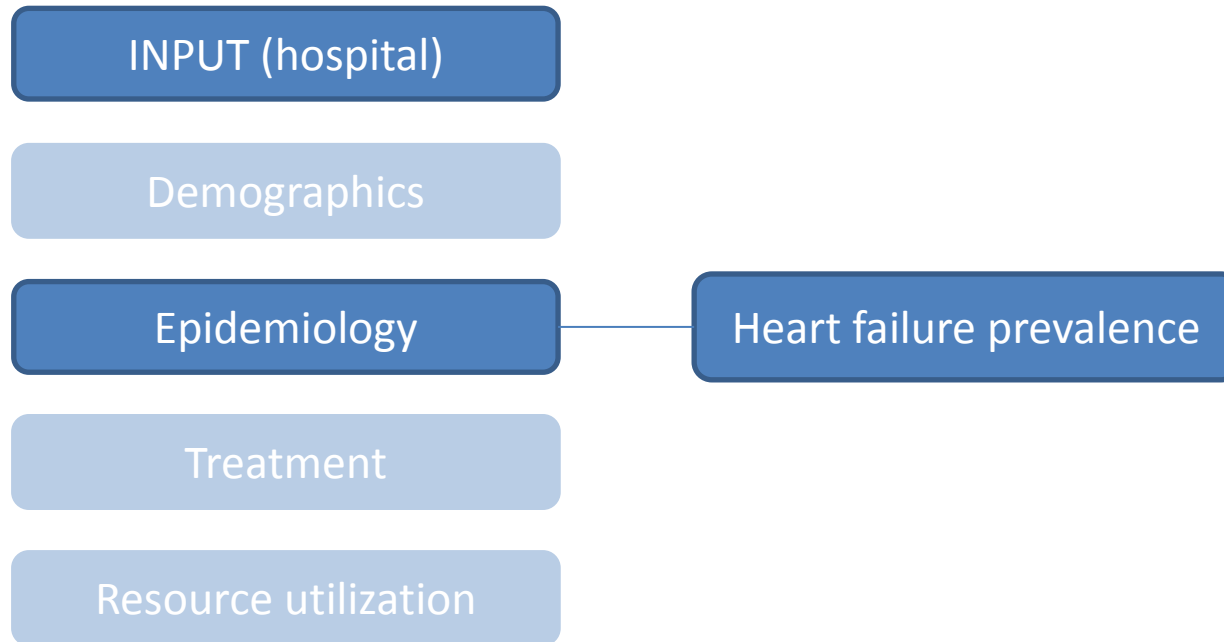 INPUT (hospital)
Demographics
Epidemiology
Heart failure prevalence
Treatment
Resource utilization